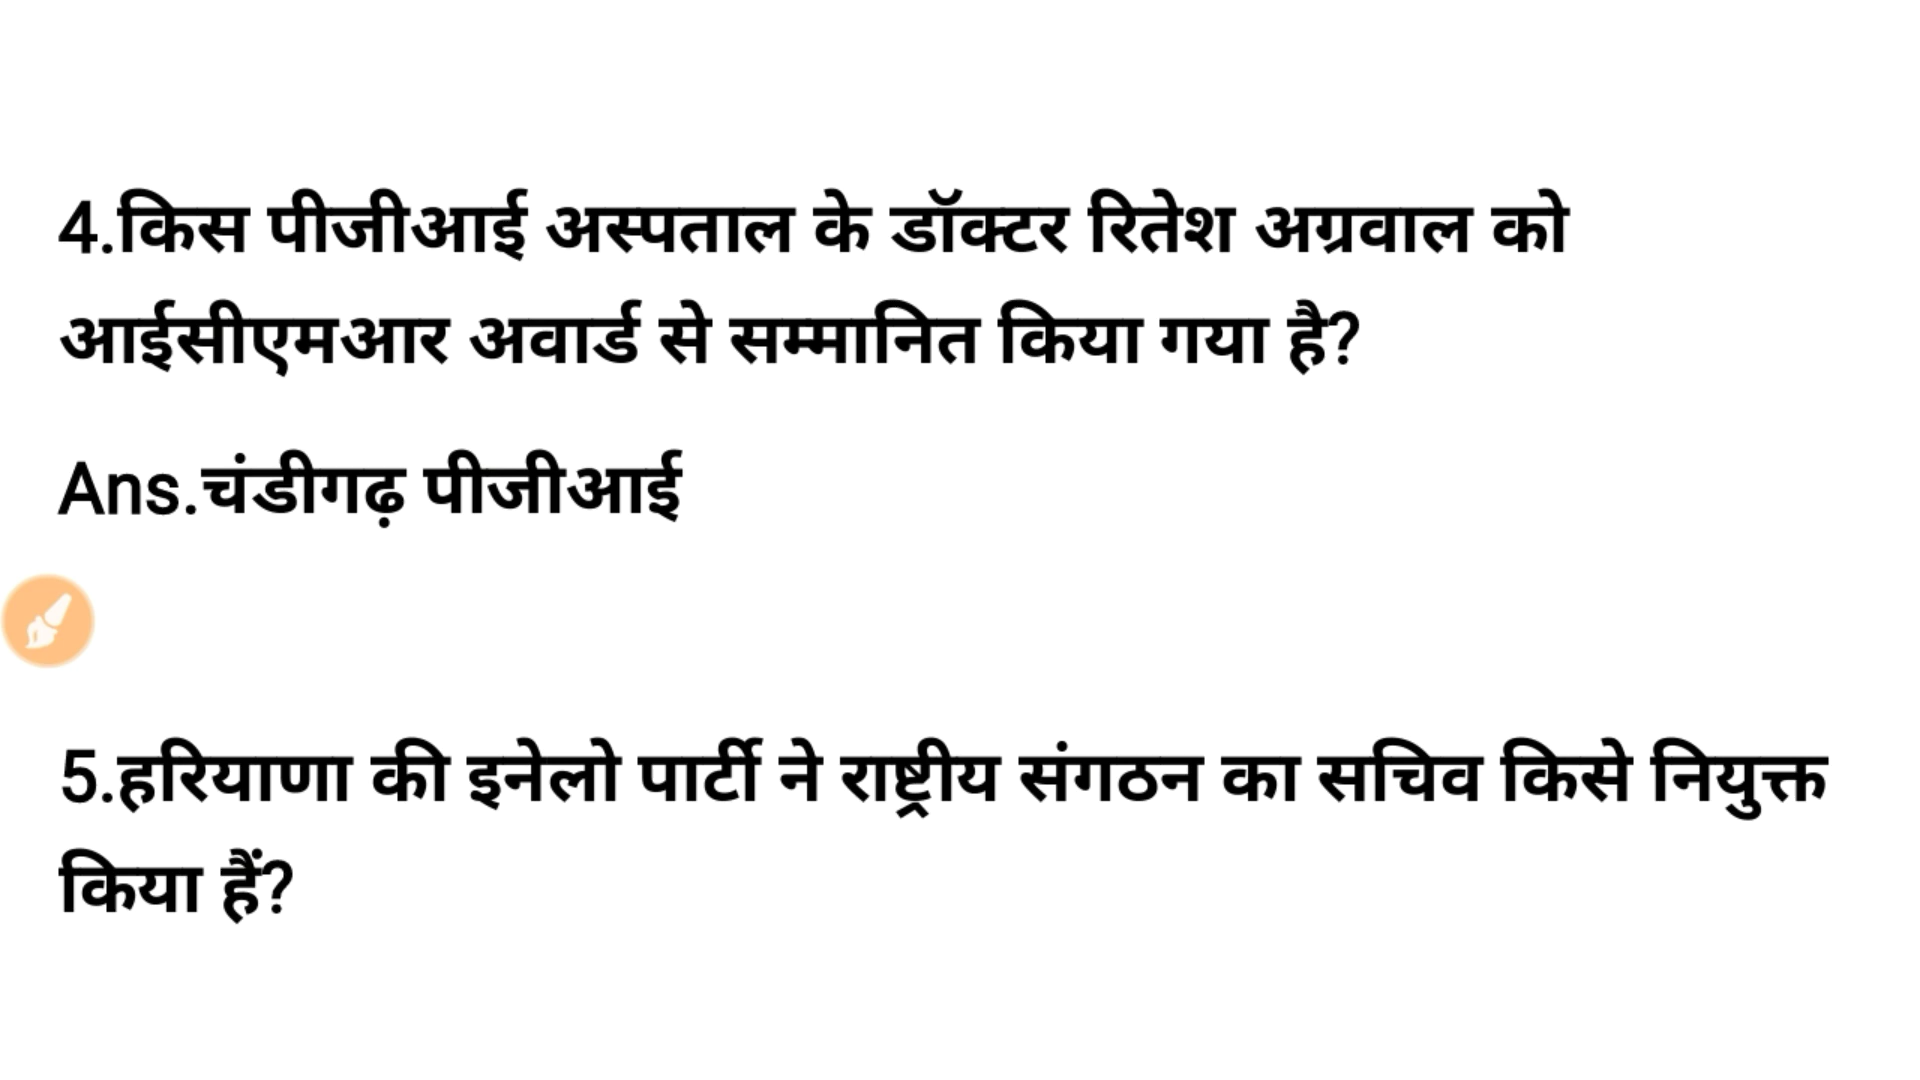 4.किस पीजीआई अस्पताल के डॉक्टर रितेश अग्रवाल को
आईसीएमआर अवार्ड से सम्मानित किया गया है?
Ans.चंडीगढ़ पीजीआई
5.हरियाणा की इनेलो पार्टी ने राष्ट्रीय संगठन का सचिव किसे नियुक्त
किया हैं?